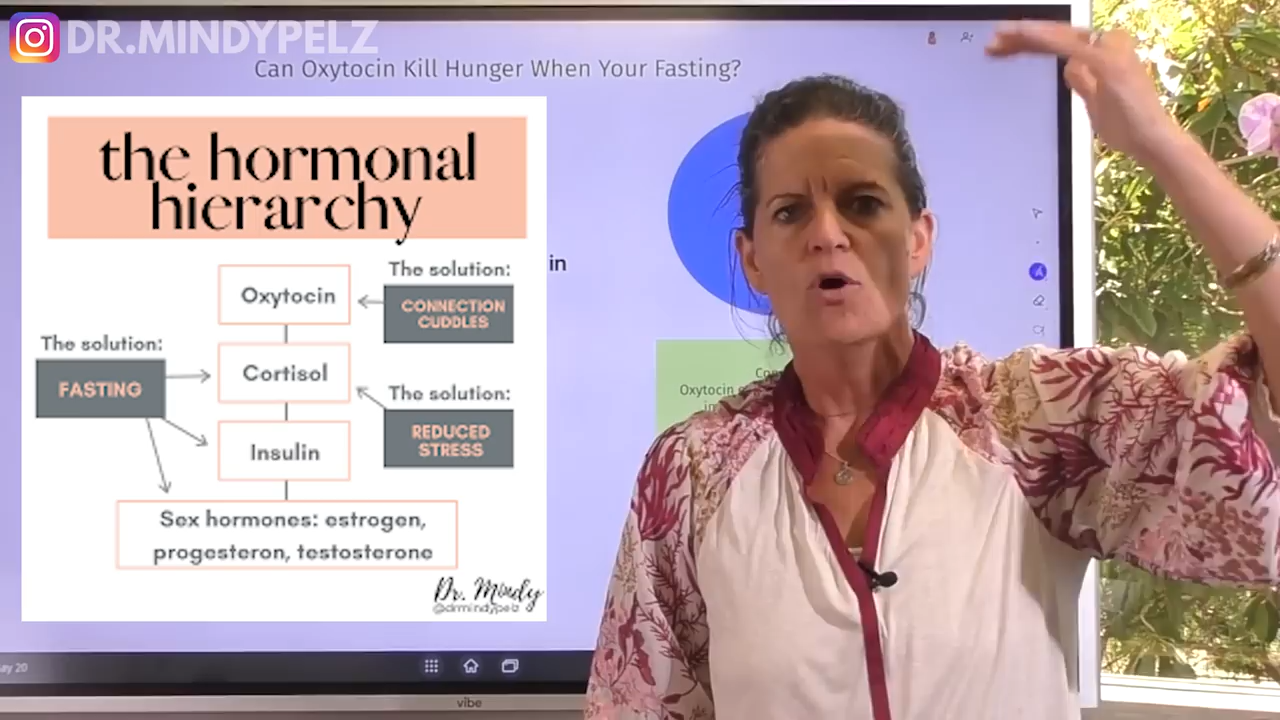 DR.MINDYPELZ
Can Oxytocin Kill Hunger When Your Fasting?
the hormonal
hierarchy
in
Oxytocin
The solution:
CONNECTION
CUDDLES
The solution:
FASTING
Cortisol
The solution:
REDUCED
STRESS
Insulin
Sex hormones: estrogen,
progesteron, testosterone
Dr. Mindy
@drmindypelz
Oxytocin
20
vibe